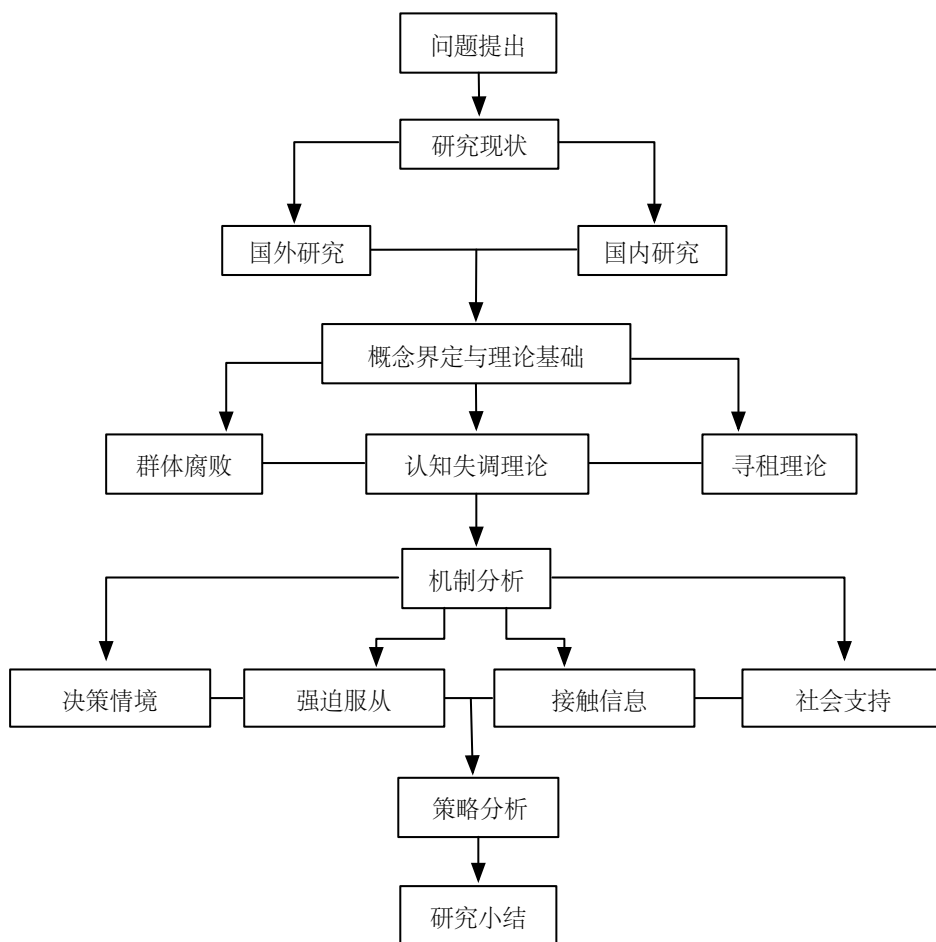 问题提出
研究现状
国外研究
国内研究
概念界定与理论基础
群体腐败
认知失调理论
寻租理论
机制分析
决策情境
强迫服从
接触信息
社会支持
策略分析
研究小结